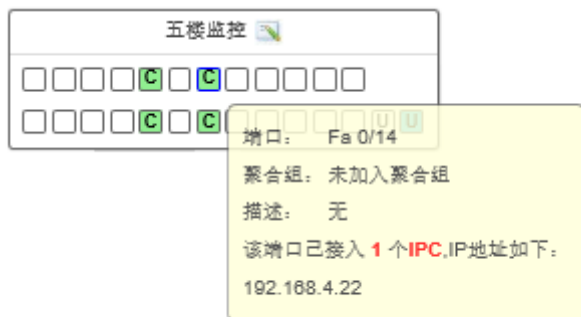 五楼监控
C C
C C U U
端口： Fa 0/14
聚合组： 未加入聚合组
描述： 无
该端口已接入 1 个IPC,IP地址如下：
192.168.4.22